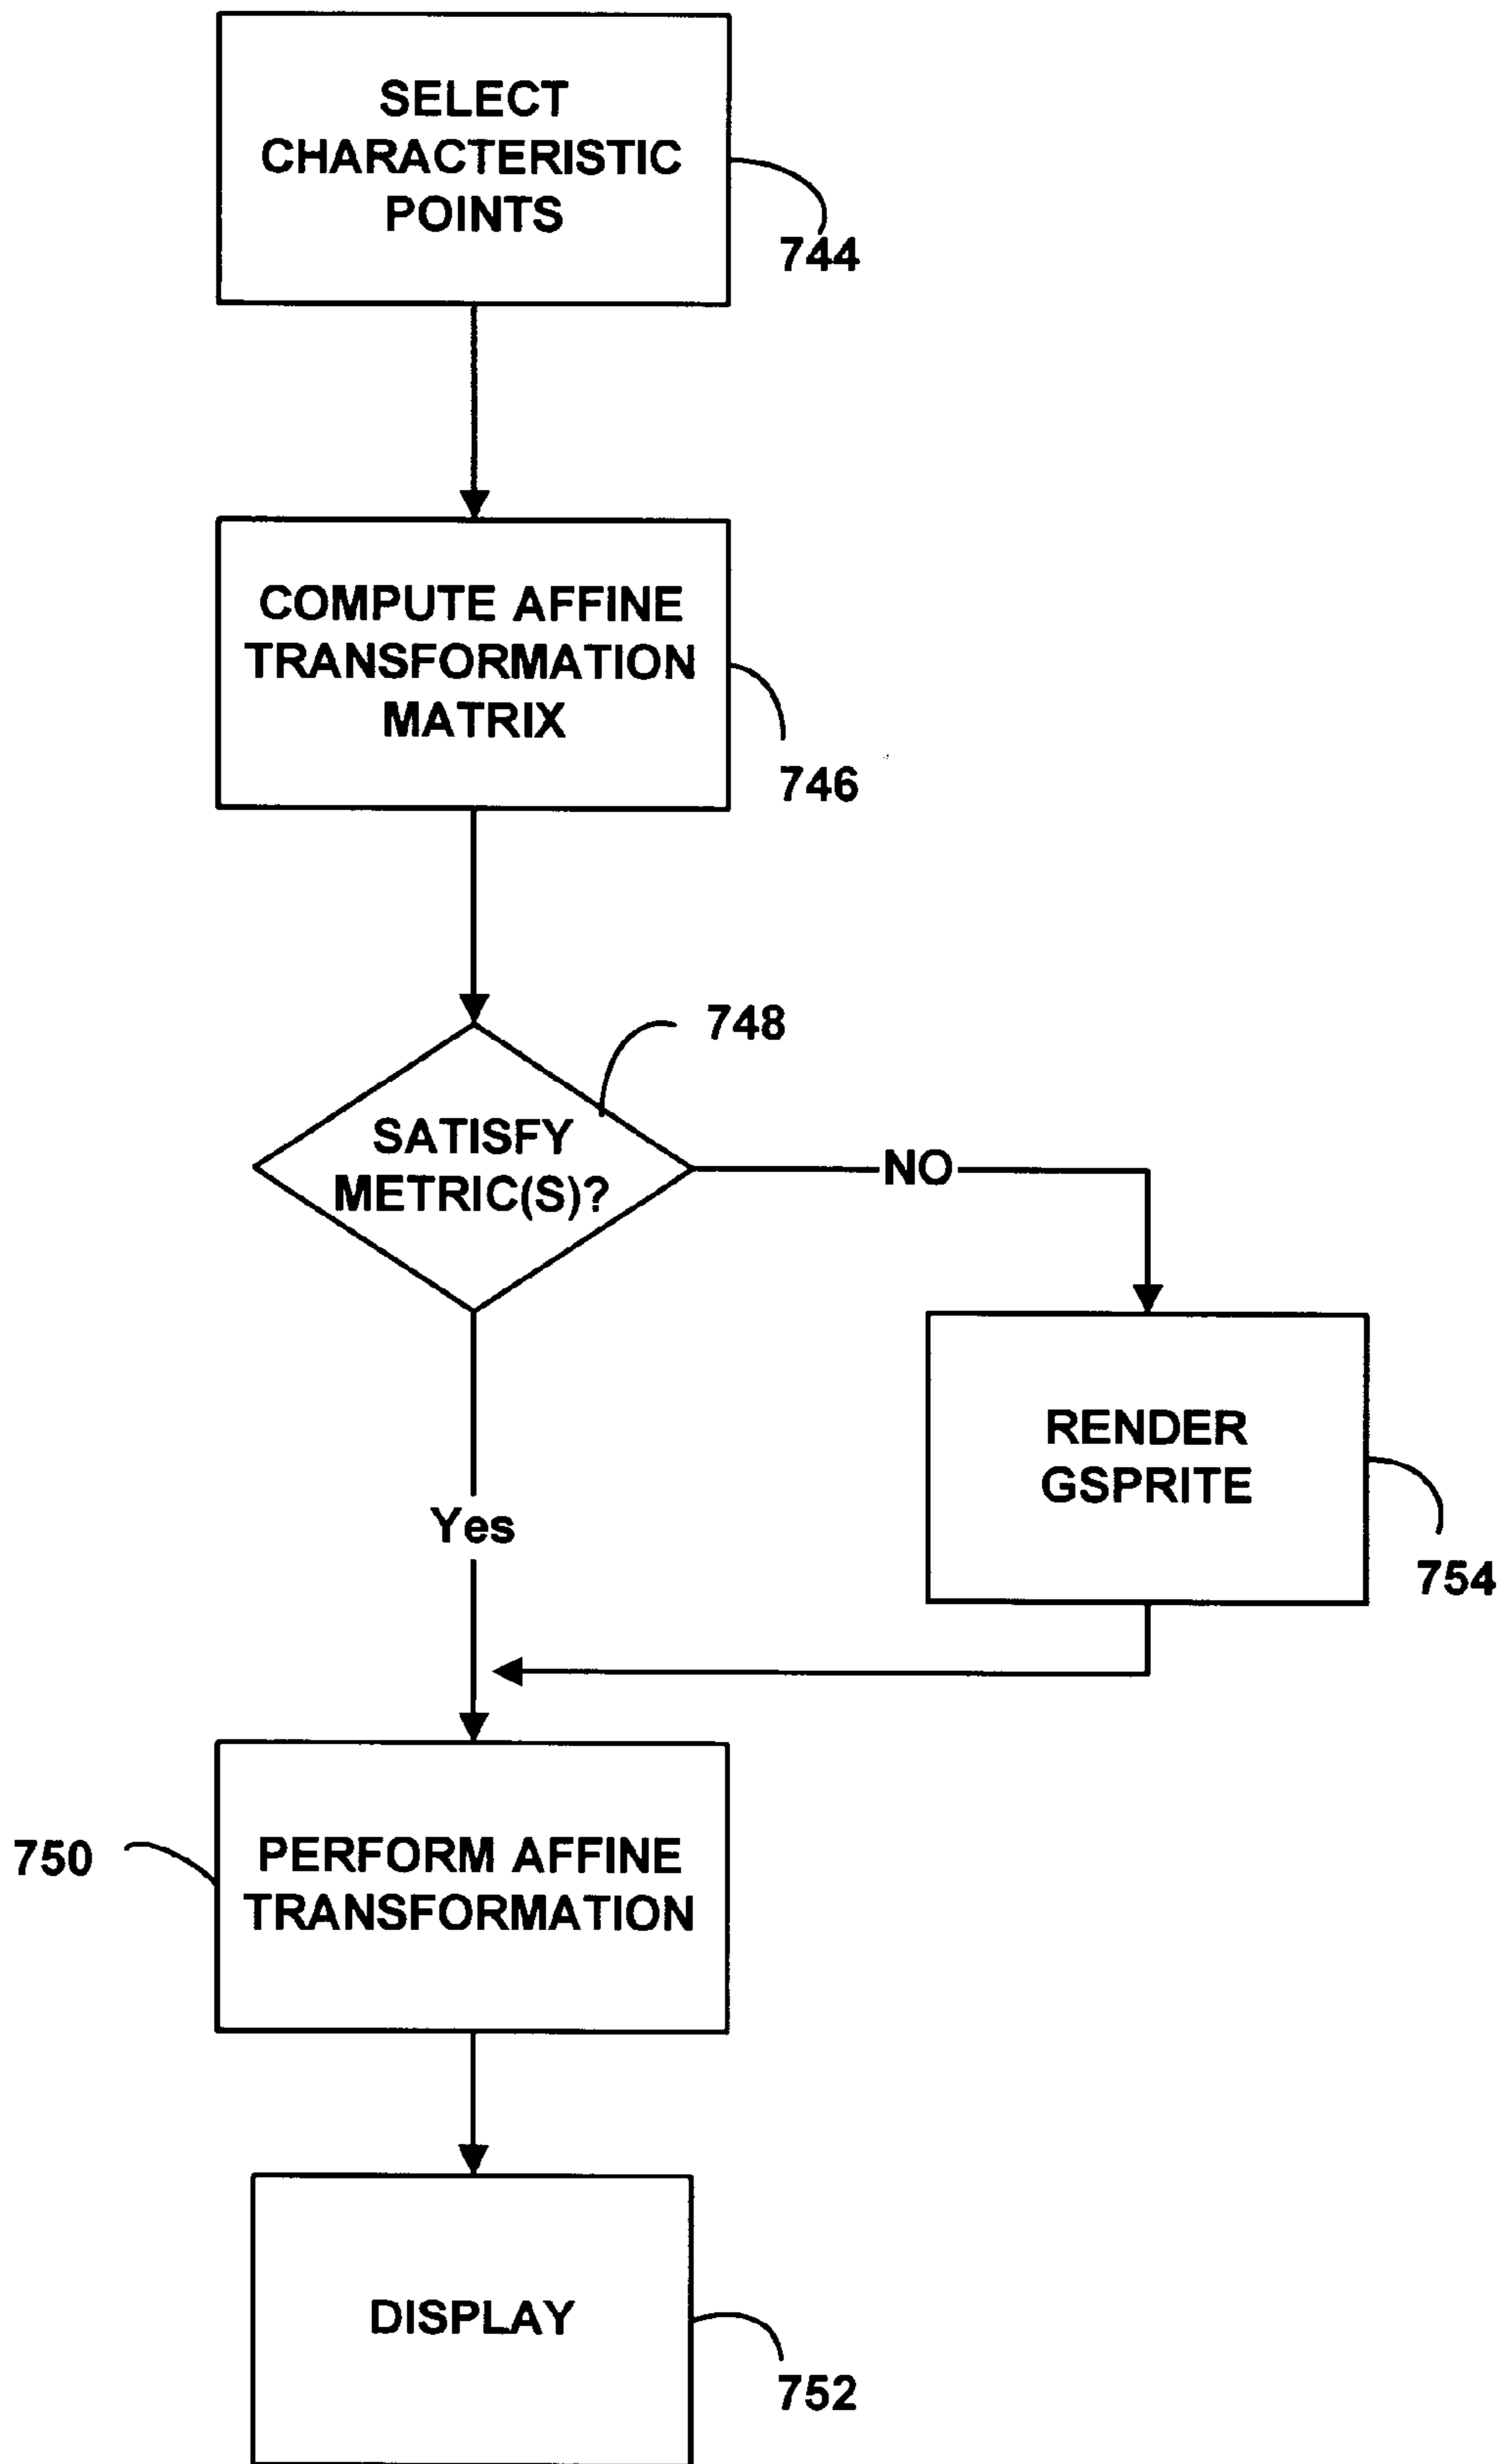 SELECT
CHARACTERISTIC
POINTS
744
COMPUTE AFFINE
TRANSFORMATION
MATRIX
746
748
SATISFY
METRIC(S)?
NO
RENDER
GSPRITE
754
Yes
750
PERFORM AFFINE
TRANSFORMATION
DISPLAY
752